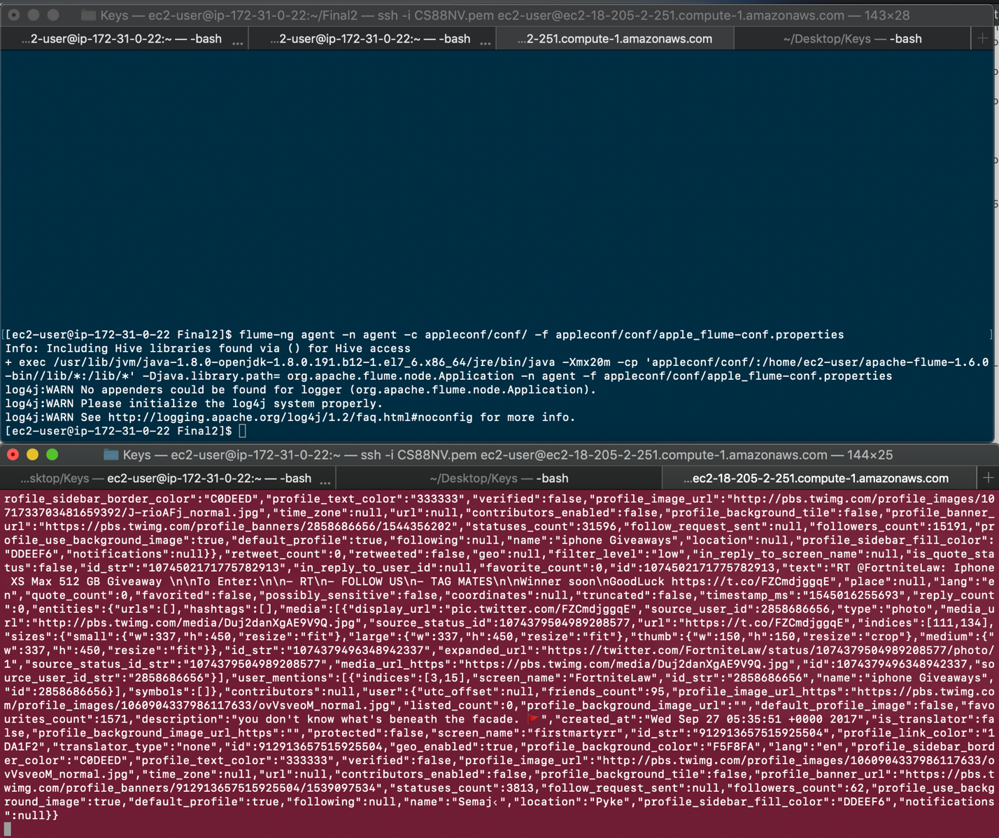 Keys — ec2-user@ip-172-31-0-22:~/Final2 — ssh -i CS88NV.pem ec2-user@ec2-18-205-2-251.compute-1.amazonaws.com — 143×28
...2-user@ip-172-31-0-22:~ — -bash ... ...2-user@ip-172-31-0-22:~ — -bash ... ...2-251.compute-1.amazonaws.com ~/Desktop/Keys — -bash +
[[ec2-user@ip-172-31-0-22 Final2]$ flume-ng agent -n agent -c appleconf/conf/ -f appleconf/conf/apple_flume-conf.properties ]
Info: Including Hive libraries found via () for Hive access
+ exec /usr/lib/jvm/java-1.8.0-openjdk-1.8.0.191.b12-1.el7_6.x86_64/jre/bin/java -Xmx20m -cp 'appleconf/conf/:/home/ec2-user/apache-flume-1.6.0
-bin//lib/*:/lib/*' -Djava.library.path= org.apache.flume.node.Application -n agent -f appleconf/conf/apple_flume-conf.properties
log4j:WARN No appenders could be found for logger (org.apache.flume.node.Application).
log4j:WARN Please initialize the log4j system properly.
log4j:WARN See http://logging.apache.org/log4j/1.2/faq.html#noconfig for more info.
[ec2-user@ip-172-31-0-22 Final2]$
Keys — ec2-user@ip-172-31-0-22:~ — ssh -i CS88NV.pem ec2-user@ec2-18-205-2-251.compute-1.amazonaws.com — 144×25
...sktop/Keys — ec2-user@ip-172-31-0-22:~ — -bash ... ~/Desktop/Keys — -bash ...ec2-18-205-2-251.compute-1.amazonaws.com +
rofile_sidebar_border_color":"C0DEED","profile_text_color":"333333","verified":false,"profile_image_url":"http://pbs.twimg.com/profile_images/10
71733703481659392/J-rioAFj_normal.jpg","time_zone":null,"url":null,"contributors_enabled":false,"profile_background_tile":false,"profile_banner_
url":"https://pbs.twimg.com/profile_banners/2858686656/1544356202","statuses_count":31596,"follow_request_sent":null,"followers_count":15191,"pr
ofile_use_background_image":true,"default_profile":true,"following":null,"name":"iphone Giveaways","location":null,"profile_sidebar_fill_color":
"DDEEF6","notifications":null}},"retweet_count":0,"retweeted":false,"geo":null,"filter_level":"low","in_reply_to_screen_name":null,"is_quote_sta
tus":false,"id_str":"1074502171775782913","in_reply_to_user_id":null,"favorite_count":0,"id":1074502171775782913,"text":"RT @FortniteLaw: Iphone
 XS Max 512 GB Giveaway \n\nTo Enter:\n\n- RT\n- FOLLOW US\n- TAG MATES\n\nWinner soon\nGoodLuck https://t.co/FZCmdjggqE","place":null,"lang":"e
n","quote_count":0,"favorited":false,"possibly_sensitive":false,"coordinates":null,"truncated":false,"timestamp_ms":"1545016255693","reply_count
":0,"entities":{"urls":[],"hashtags":[],"media":[{"display_url":"pic.twitter.com/FZCmdjggqE","source_user_id":2858686656,"type":"photo","media_u
rl":"http://pbs.twimg.com/media/Duj2danXgAE9V9Q.jpg","source_status_id":1074379504989208577,"url":"https://t.co/FZCmdjggqE","indices":[111,134],
"sizes":{"small":{"w":337,"h":450,"resize":"fit"},"large":{"w":337,"h":450,"resize":"fit"},"thumb":{"w":150,"h":150,"resize":"crop"},"medium":{"
w":337,"h":450,"resize":"fit"}},"id_str":"1074379496348942337","expanded_url":"https://twitter.com/FortniteLaw/status/1074379504989208577/photo/
1","source_status_id_str":"1074379504989208577","media_url_https":"https://pbs.twimg.com/media/Duj2danXgAE9V9Q.jpg","id":1074379496348942337,"so
urce_user_id_str":"2858686656"}],"user_mentions":[{"indices":[3,15],"screen_name":"FortniteLaw","id_str":"2858686656","name":"iphone Giveaways",
"id":2858686656}],"symbols":[]},"contributors":null,"user":{"utc_offset":null,"friends_count":95,"profile_image_url_https":"https://pbs.twimg.co
m/profile_images/1060904337986117633/ovVsveoM_normal.jpg","listed_count":0,"profile_background_image_url":"","default_profile_image":false,"favo
urites_count":1571,"description":"you don't know what's beneath the facade. 🚩","created_at":"Wed Sep 27 05:35:51 +0000 2017","is_translator":fa
lse,"profile_background_image_url_https":"","protected":false,"screen_name":"firstmartyrr","id_str":"912913657515925504","profile_link_color":"1
DA1F2","translator_type":"none","id":912913657515925504,"geo_enabled":true,"profile_background_color":"F5F8FA","lang":"en","profile_sidebar_bord
er_color":"C0DEED","profile_text_color":"333333","verified":false,"profile_image_url":"http://pbs.twimg.com/profile_images/1060904337986117633/o
vVsveoM_normal.jpg","time_zone":null,"url":null,"contributors_enabled":false,"profile_background_tile":false,"profile_banner_url":"https://pbs.t
wimg.com/profile_banners/912913657515925504/1539097534","statuses_count":3813,"follow_request_sent":null,"followers_count":62,"profile_use_backg
round_image":true,"default_profile":true,"following":null,"name":"Semaj‹","location":"Pyke","profile_sidebar_fill_color":"DDEEF6","notifications
":null}}